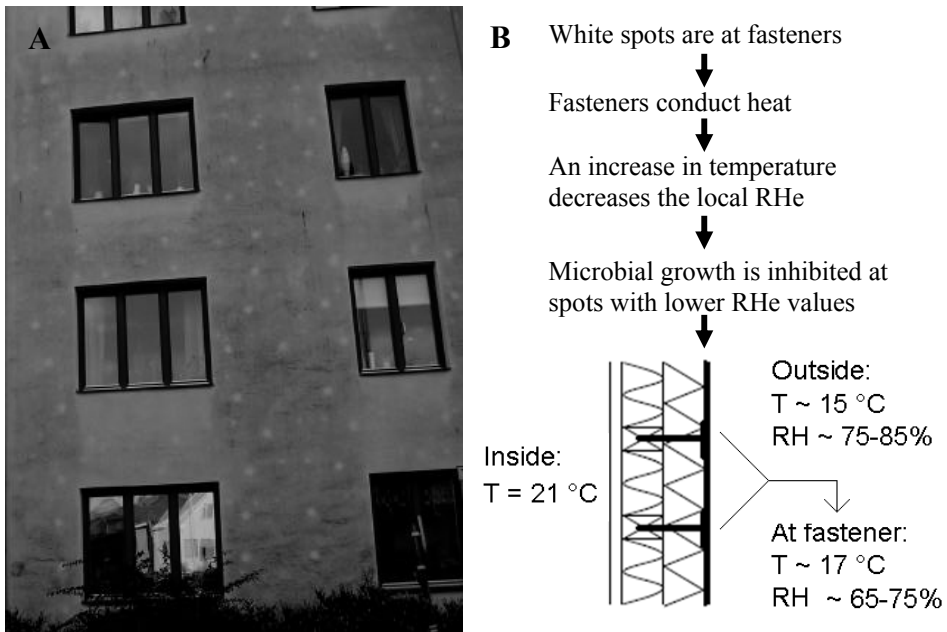 A
B
White spots are at fasteners
Fasteners conduct heat
An increase in temperature
decreases the local RHe
Microbial growth is inhibited at
spots with lower RHe values
Inside:
T = 21 °C
Outside:
T ~ 15 °C
RH ~ 75-85%
At fastener:
T ~ 17 °C
RH ~ 65-75%